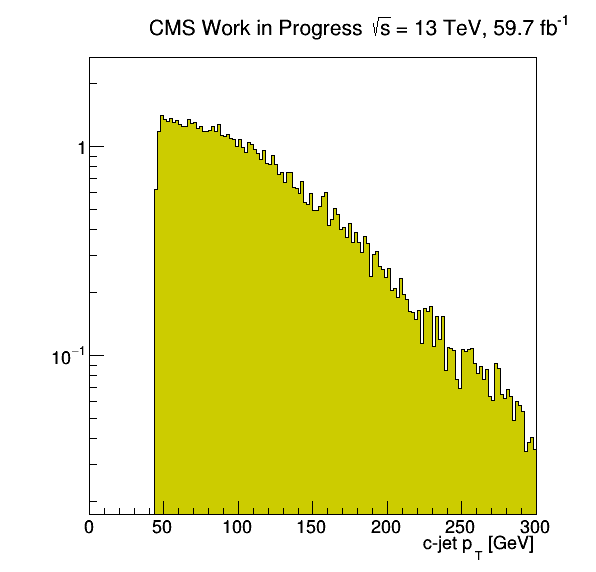 CMS Work in Progress √s = 13 TeV, 59.7 fb⁻¹
1
10⁻¹
0 50 100 150 200 250 300
c-jet p_T [GeV]